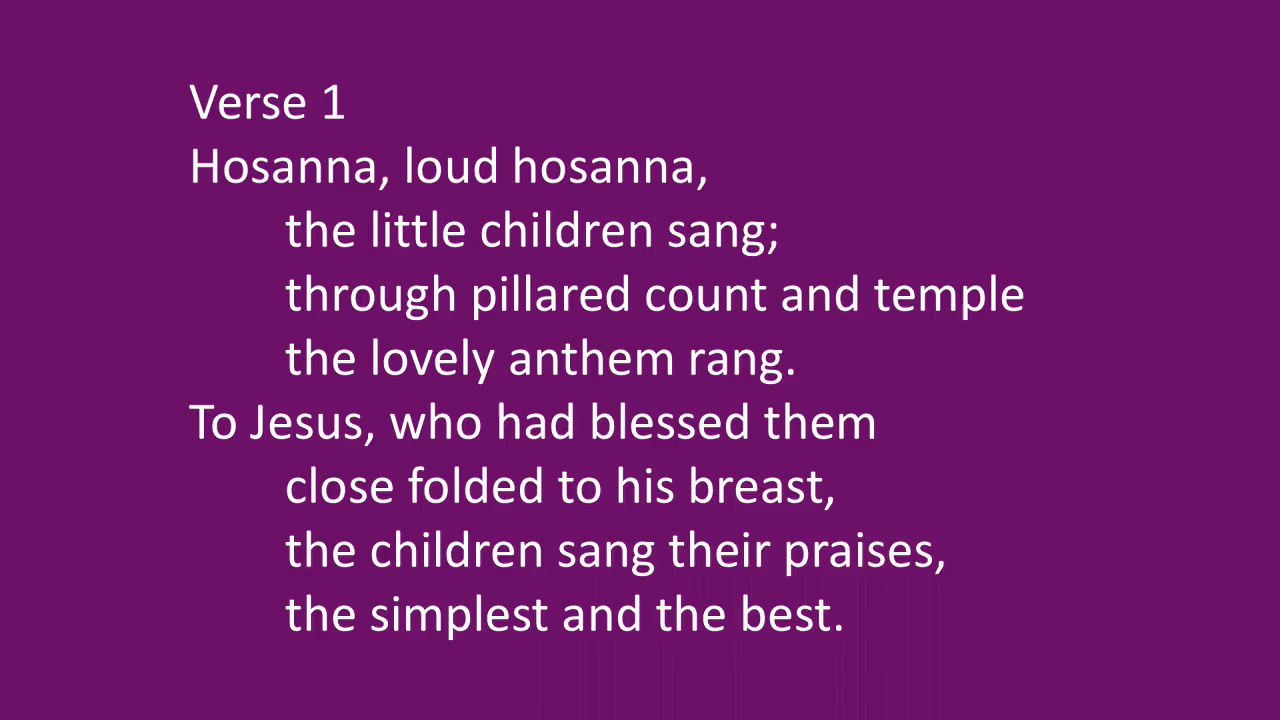 Verse 1
Hosanna, loud hosanna,
the little children sang;
through pillared count and temple
the lovely anthem rang.
To Jesus, who had blessed them
close folded to his breast,
the children sang their praises,
the simplest and the best.